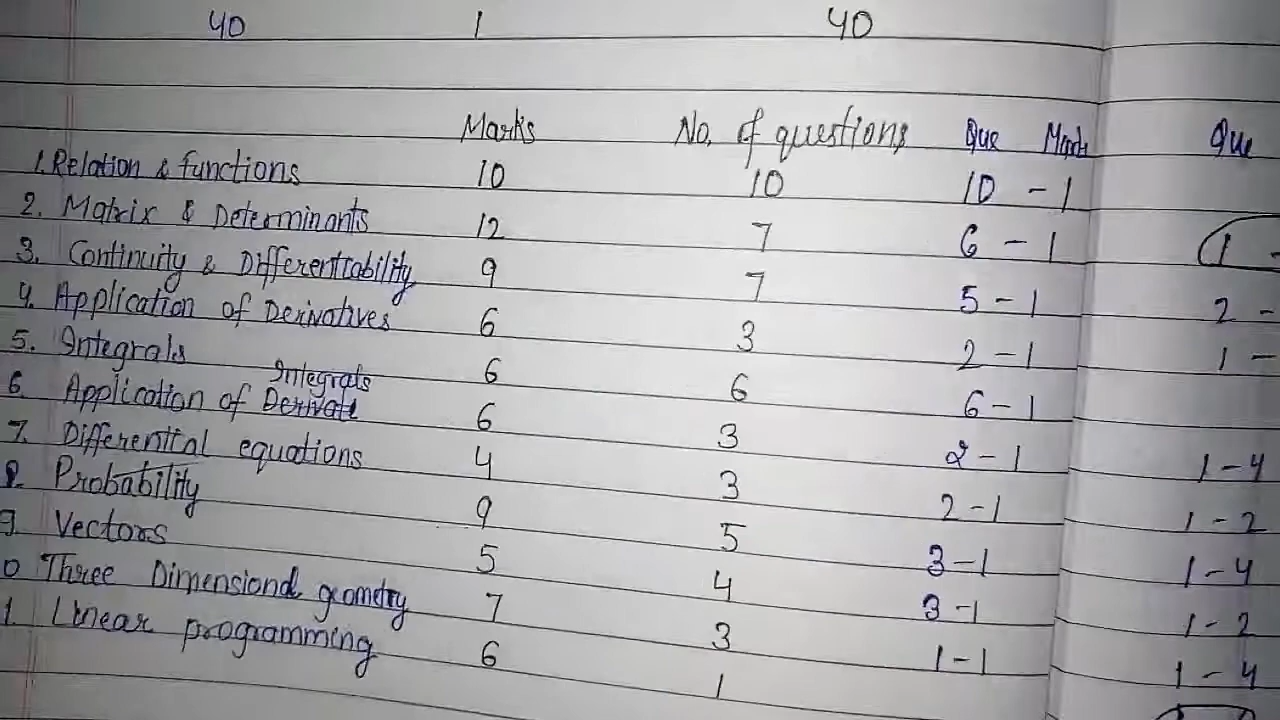 40 1 40
Marks No. of questions Que Marks Que
1. Relation & functions 10 10 10 - 1
2. Matrix & Determinants 12 7 6 - 1 1 -
3. Continuity & Differentiability 9 7 5 - 1 2 -
4. Application of Derivatives 6 3 2 - 1 1 -
5. Integrals 6 6 6 - 1
Integrals
6. Application of Derivate 6 3 2 - 1 1 - 4
7. Differential equations 4 3 2 - 1 1 - 2
8. Probability 9 5 3 - 1 1 - 4
9. Vectors 5 4 3 - 1 1 - 2
0 Three Dimensional geometry 7 3 1 - 1 1 - 4
1. Linear programming 6 1